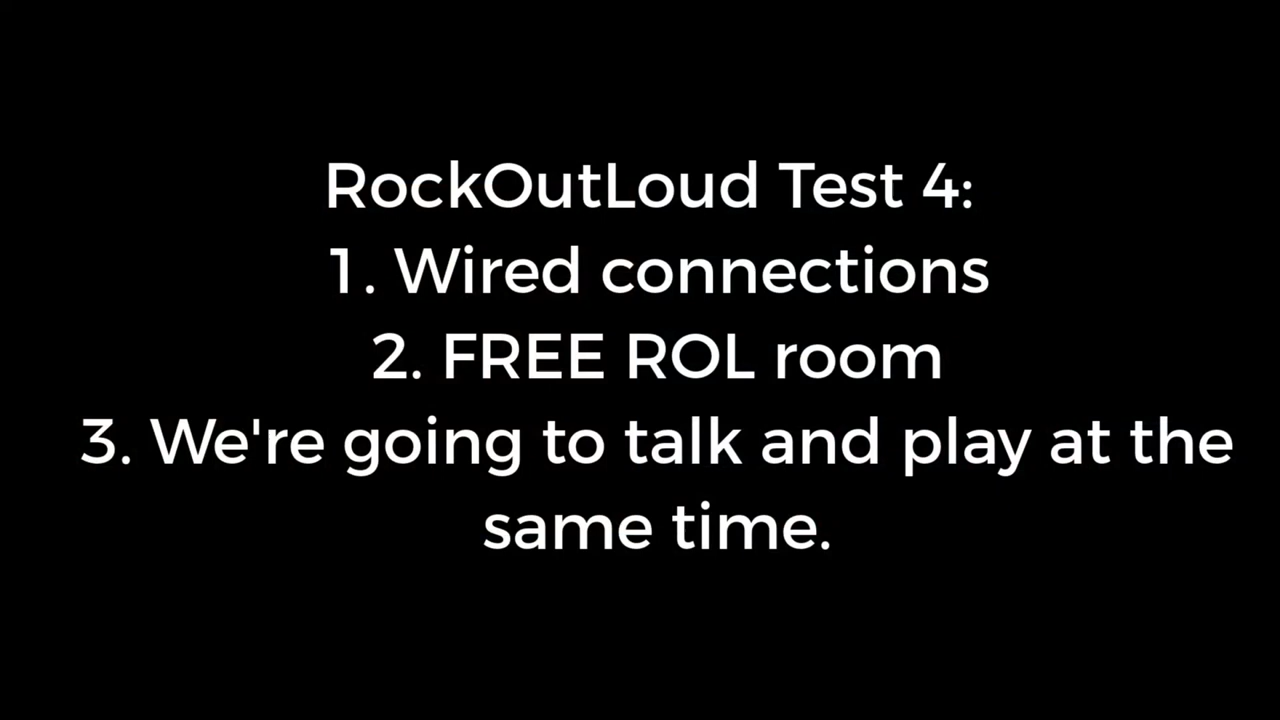 RockOutLoud Test 4:
1. Wired connections
2. FREE ROL room
3. We're going to talk and play at the
same time.